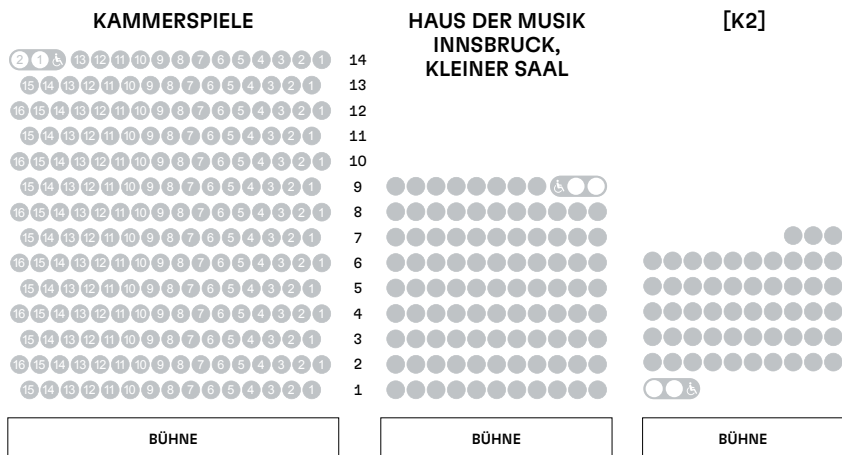 KAMMERSPIELE
HAUS DER MUSIK
INNSBRUCK,
KLEINER SAAL
[K2]
2 1 13 12 11 10 9 8 7 6 5 4 3 2 1 14
15 14 13 12 11 10 9 8 7 6 5 4 3 2 1 13
16 15 14 13 12 11 10 9 8 7 6 5 4 3 2 1 12
15 14 13 12 11 10 9 8 7 6 5 4 3 2 1 11
16 15 14 13 12 11 10 9 8 7 6 5 4 3 2 1 10
15 14 13 12 11 10 9 8 7 6 5 4 3 2 1 9
16 15 14 13 12 11 10 9 8 7 6 5 4 3 2 1 8
15 14 13 12 11 10 9 8 7 6 5 4 3 2 1 7
16 15 14 13 12 11 10 9 8 7 6 5 4 3 2 1 6
15 14 13 12 11 10 9 8 7 6 5 4 3 2 1 5
16 15 14 13 12 11 10 9 8 7 6 5 4 3 2 1 4
15 14 13 12 11 10 9 8 7 6 5 4 3 2 1 3
16 15 14 13 12 11 10 9 8 7 6 5 4 3 2 1 2
15 14 13 12 11 10 9 8 7 6 5 4 3 2 1 1
BÜHNE
BÜHNE
BÜHNE